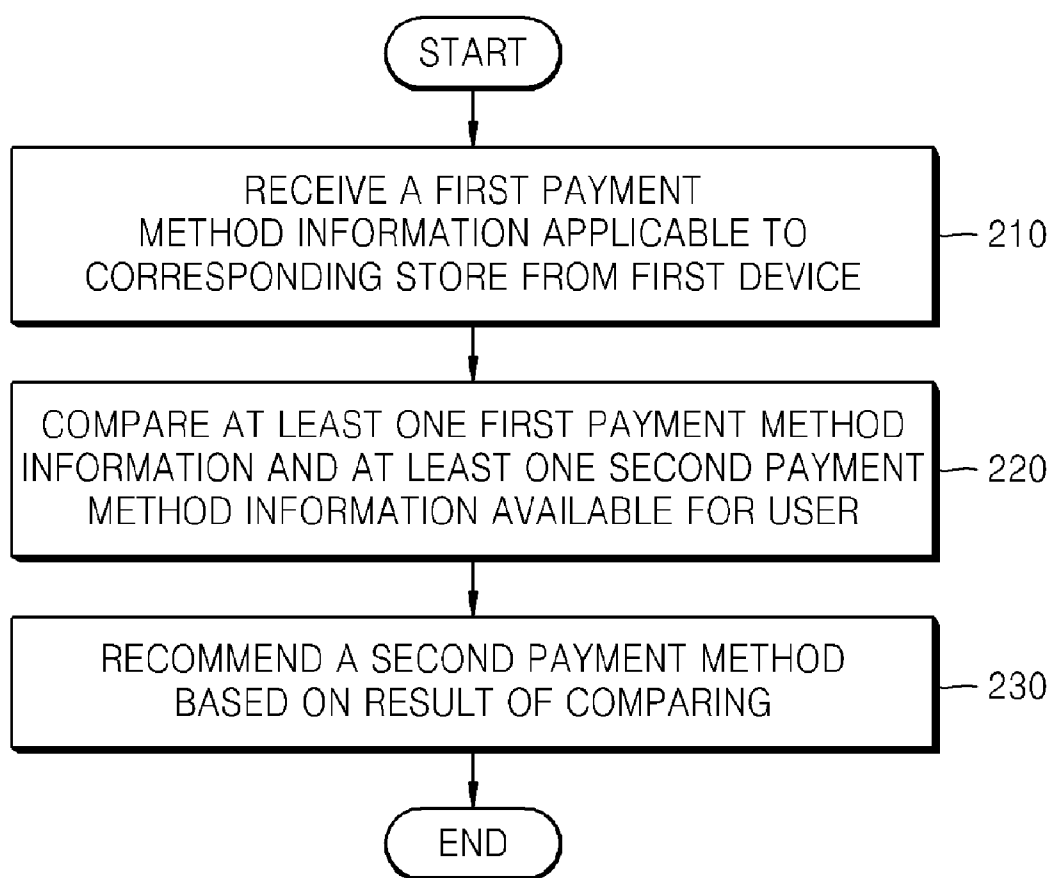 START
RECEIVE A FIRST PAYMENT
METHOD INFORMATION APPLICABLE TO
CORRESPONDING STORE FROM FIRST DEVICE
210
COMPARE AT LEAST ONE FIRST PAYMENT METHOD
INFORMATION AND AT LEAST ONE SECOND PAYMENT
METHOD INFORMATION AVAILABLE FOR USER
220
RECOMMEND A SECOND PAYMENT METHOD
BASED ON RESULT OF COMPARING
230
END